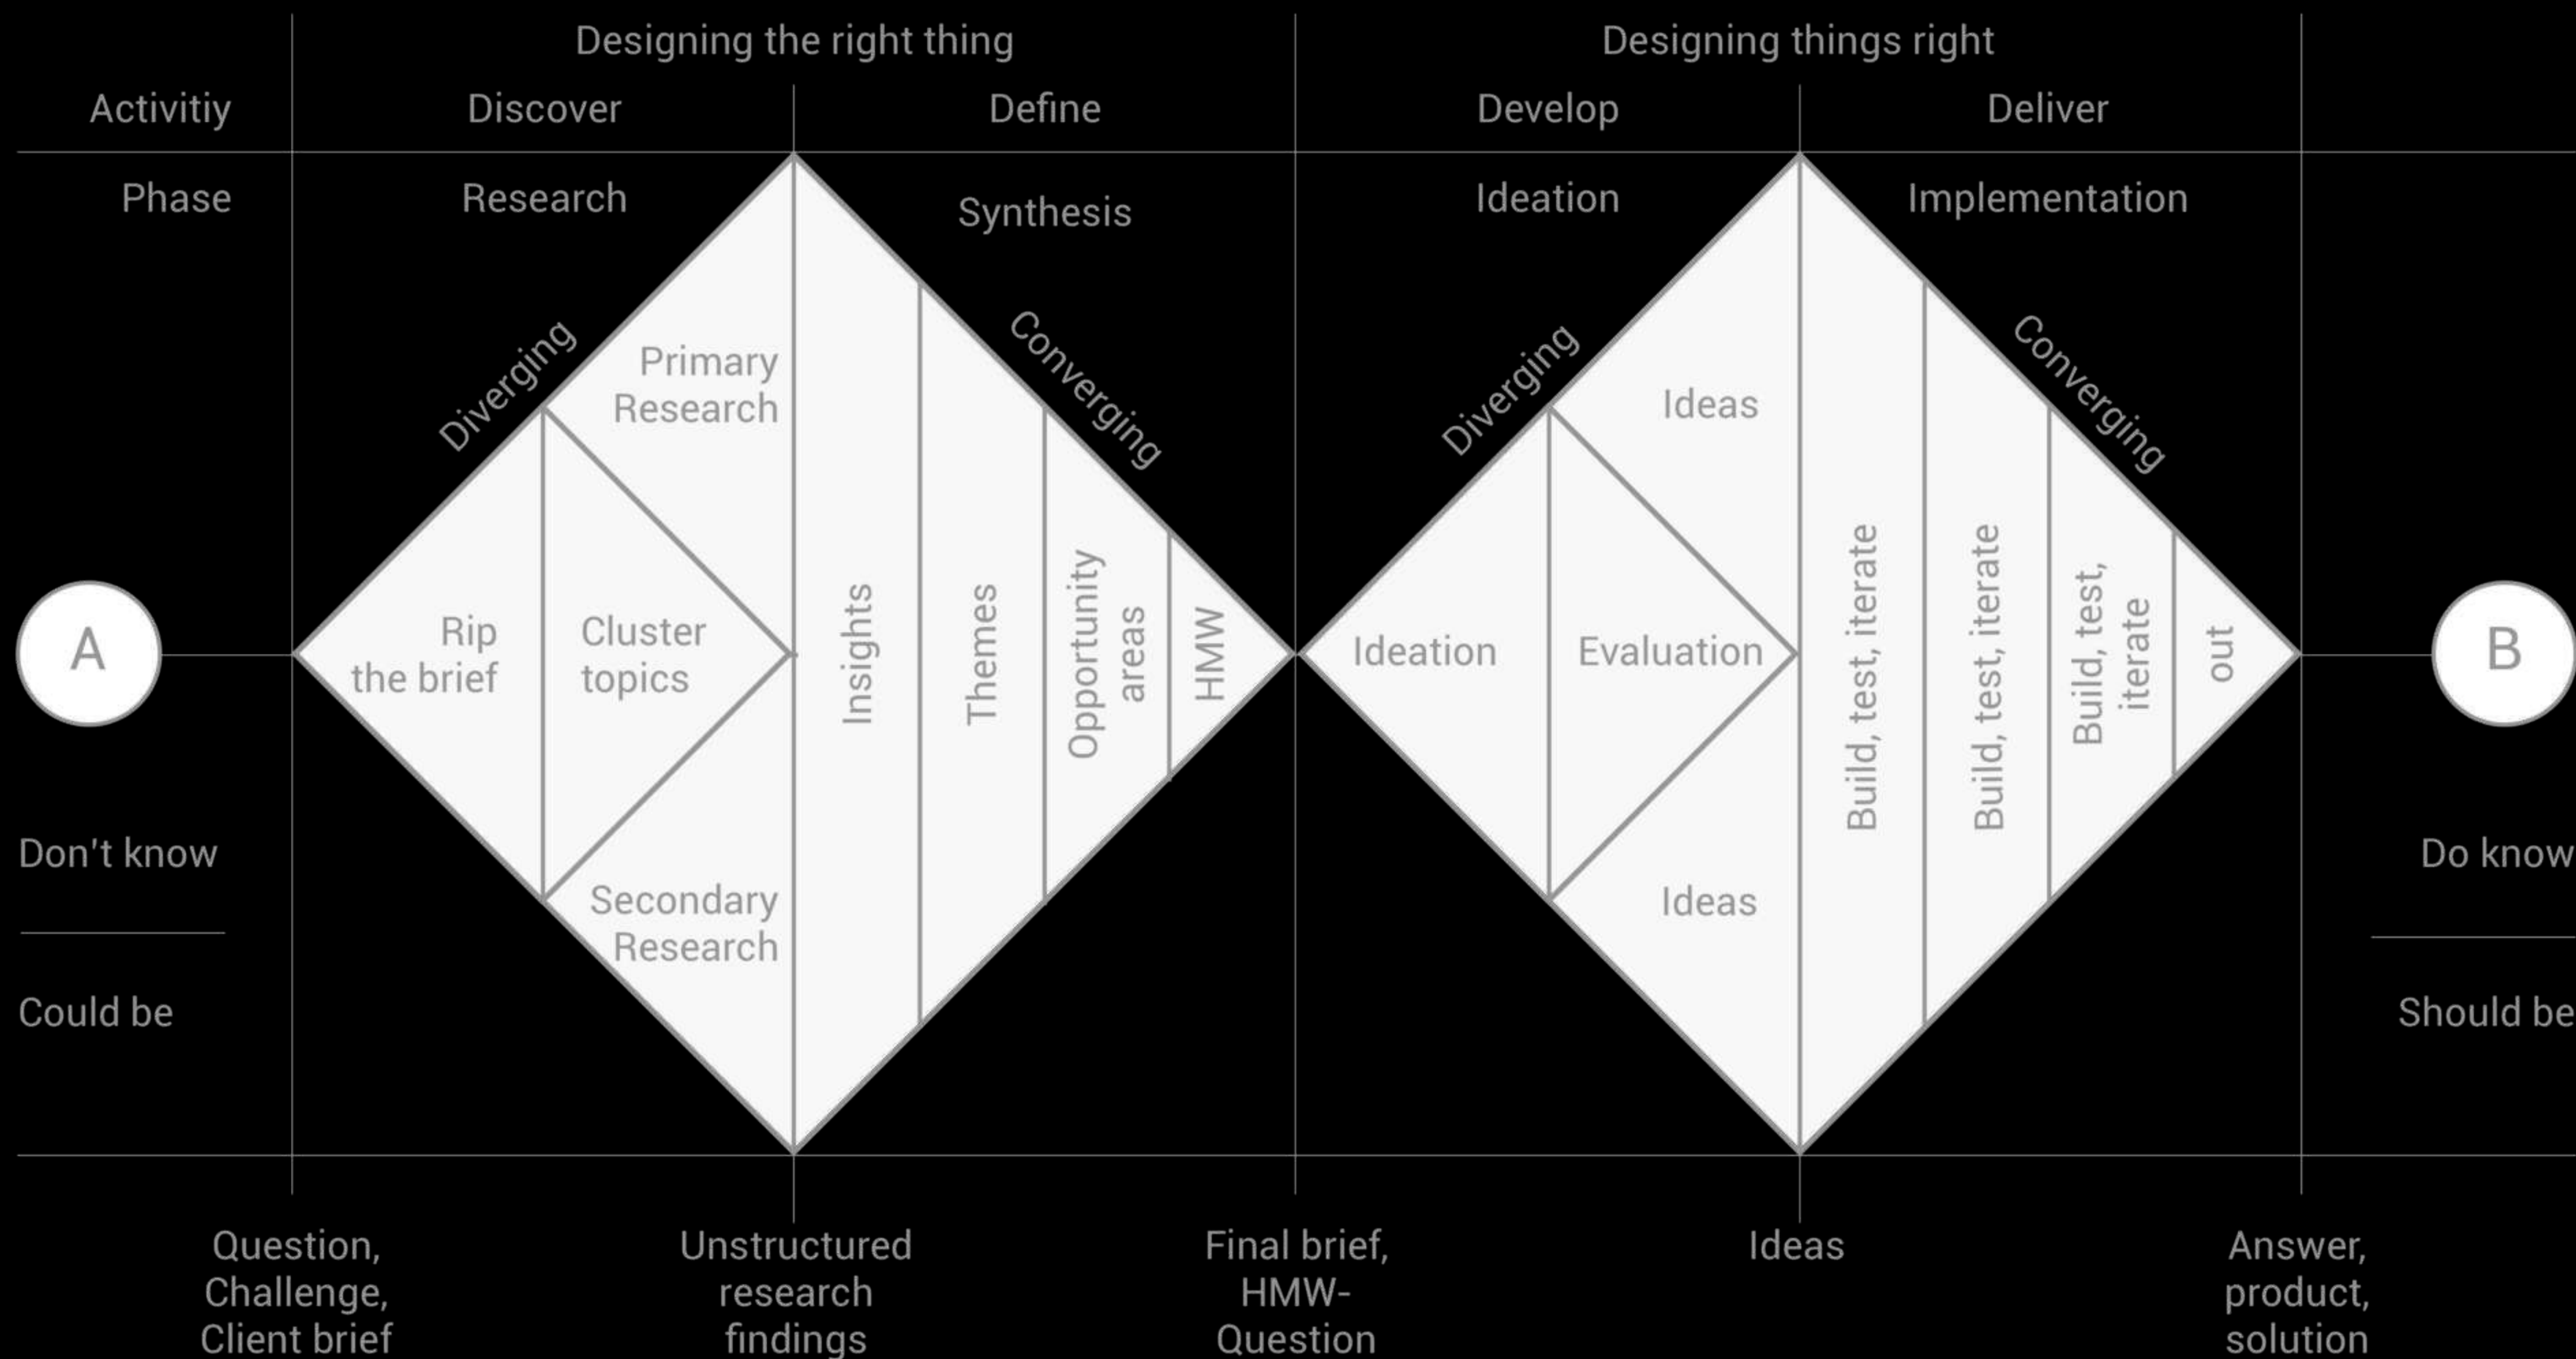 Designing the right thing
Designing things right
Activitiy
Discover
Define
Develop
Deliver
Phase
Research
Synthesis
Ideation
Implementation
Diverging
Converging
Diverging
Converging
Primary
Research
Ideas
A
Rip
the brief
Cluster
topics
Insights
Themes
Opportunity
areas
HMW
Ideation
Evaluation
Build, test, iterate
Build, test, iterate
Build, test,
iterate
out
B
Secondary
Research
Ideas
Don't know
Do know
Could be
Should be
Question,
Challenge,
Client brief
Unstructured
research
findings
Final brief,
HMW-
Question
Ideas
Answer,
product,
solution